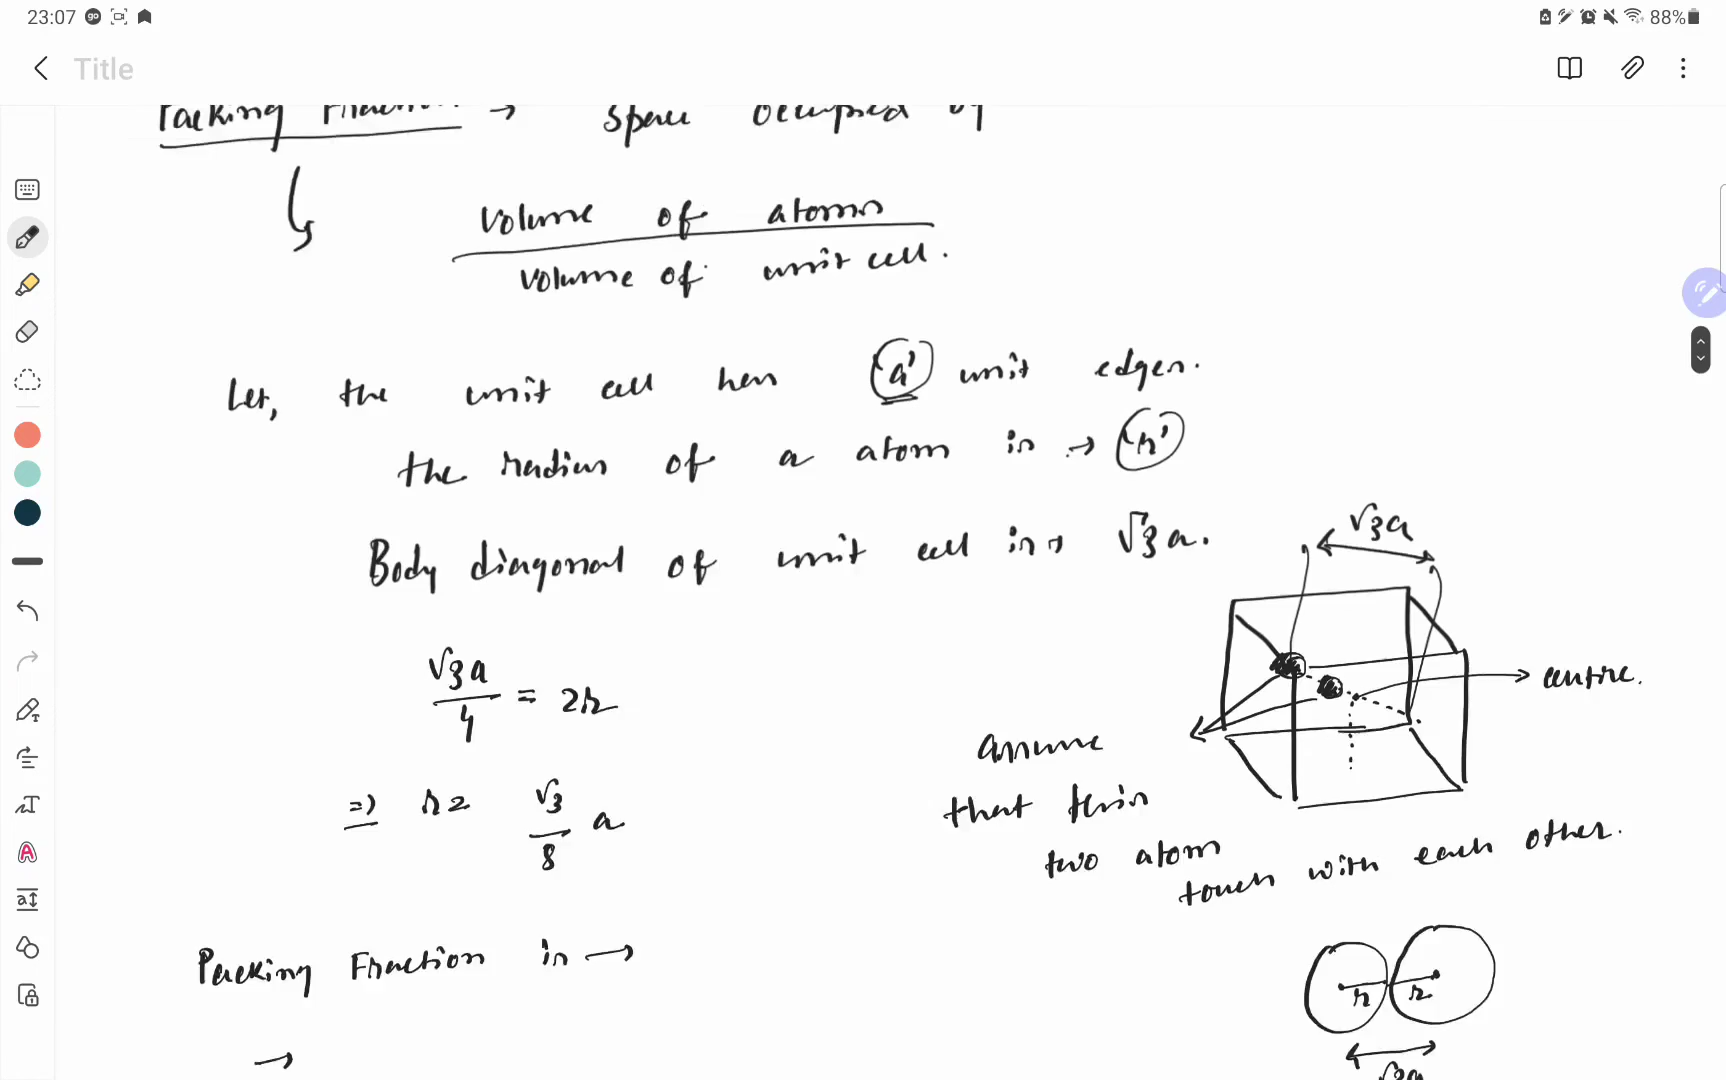 23:07 88%
Title
Packing Fraction → space occupied by
Volume of atoms
Volume of unit cell.
Let, the unit cell has 'a' unit edges.
the radius of a atom is → 'r'
Body diagonal of unit cell is → √3a.
√3a
√3a/4 = 2r
centre.
⇒ r = √3/8 a
Assume
that this
two atom
touch with each other.
Packing Fraction is →
r r
→
√3a